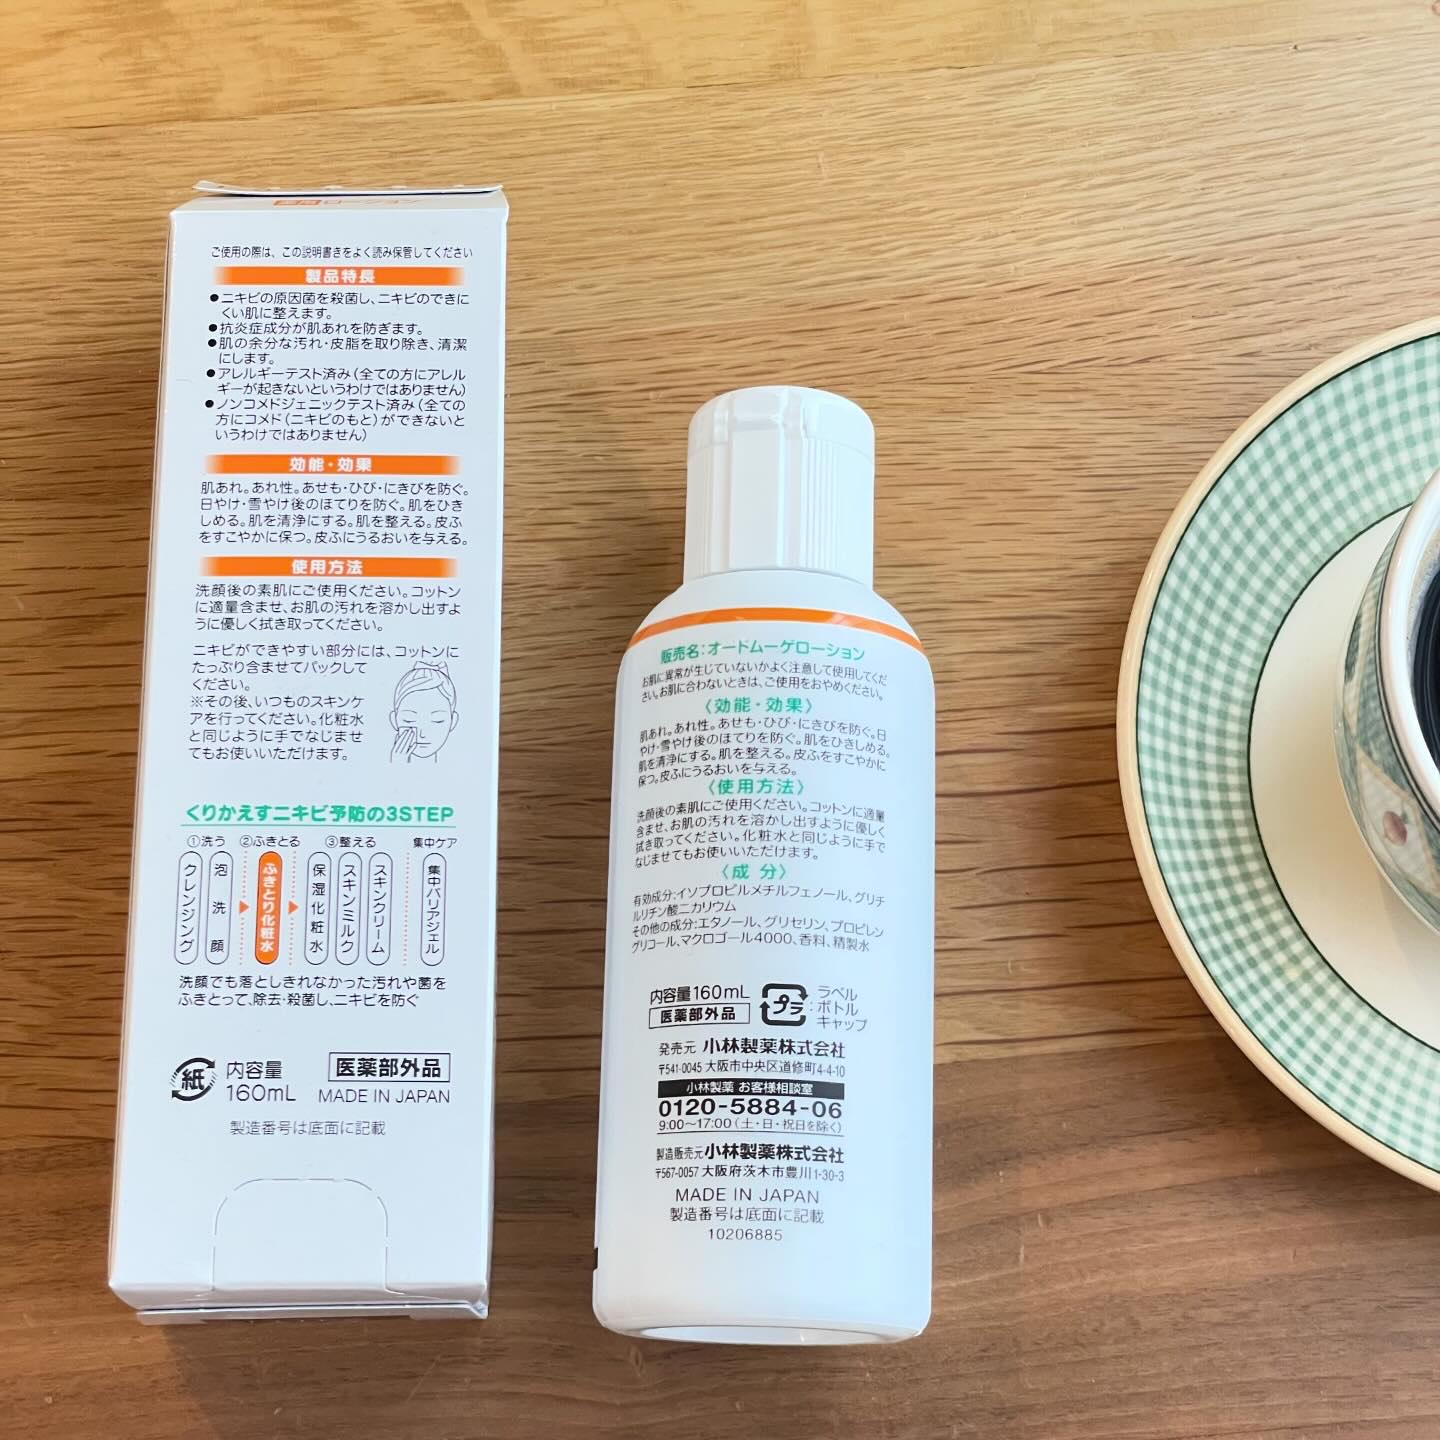 薬用 ローション
ご使用の際は、この説明書きをよく読み保管してください
製品特長
●ニキビの原因菌を殺菌し、ニキビのできに
くい肌に整えます。
●抗炎症成分が肌あれを防ぎます。
●肌の余分な汚れ・皮脂を取り除き、清潔
にします。
●アレルギーテスト済み(全ての方にアレル
ギーが起きないというわけではありません)
●ノンコメドジェニックテスト済み(全ての
方にコメド(ニキビのもと)ができないと
いうわけではありません)
効能・効果
肌あれ。あれ性。あせも・ひび・にきびを防ぐ。
日やけ・雪やけ後のほてりを防ぐ。肌をひき
しめる。肌を清浄にする。肌を整える。皮ふ
をすこやかに保つ。皮ふにうるおいを与える。
使用方法
洗顔後の素肌にご使用ください。コットン
に適量含ませ、お肌の汚れを溶かし出すよ
うに優しく拭き取ってください。
ニキビができやすい部分には、コットンに
たっぷり含ませてパックして
ください。
※その後、いつものスキンケ
アを行ってください。化粧水
と同じように手でなじませ
てもお使いいただけます。
くりかえすニキビ予防の3STEP
①洗う ②ふきとる ③整える 集中ケア
クレンジング
泡洗顔
ふきとり化粧水
保湿化粧水
スキンミルク
スキンクリーム
集中バリアジェル
洗顔でも落としきれなかった汚れや菌を
ふきとって、除去・殺菌し、ニキビを防ぐ
紙 内容量 160mL
医薬部外品
MADE IN JAPAN
製造番号は底面に記載
販売名:オードムーゲローション
お肌に異常が生じていないかよく注意して使用してくだ
さい。お肌に合わないときは、ご使用をおやめください。
〈効能・効果〉
肌あれ。あれ性。あせも・ひび・にきびを防ぐ。日
やけ・雪やけ後のほてりを防ぐ。肌をひきしめる。
肌を清浄にする。肌を整える。皮ふをすこやかに
保つ。皮ふにうるおいを与える。
〈使用方法〉
洗顔後の素肌にご使用ください。コットンに適量
含ませ、お肌の汚れを溶かし出すように優しく
拭き取ってください。化粧水と同じように手で
なじませてもお使いいただけます。
〈成 分〉
有効成分:イソプロピルメチルフェノール、グリチ
ルリチン酸二カリウム
その他の成分:エタノール、グリセリン、プロピレン
グリコール、マクロゴール4000、香料、精製水
内容量160mL
医薬部外品
プラ : ラベル
ボトル
キャップ
発売元 小林製薬株式会社
〒541-0045 大阪市中央区道修町4-4-10
小林製薬 お客様相談室
0120-5884-06
9:00〜17:00(土・日・祝日を除く)
製造販売元 小林製薬株式会社
〒567-0057 大阪府茨木市豊川1-30-3
MADE IN JAPAN
製造番号は底面に記載
10206885